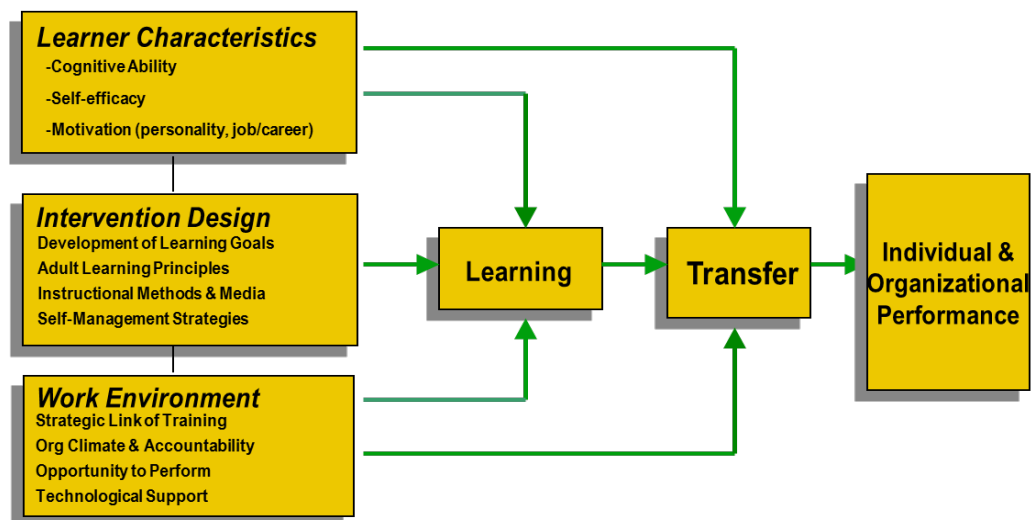 Learner Characteristics
-Cognitive Ability
-Self-efficacy
-Motivation (personality, job/career)
Intervention Design
Development of Learning Goals
Adult Learning Principles
Instructional Methods & Media
Self-Management Strategies
Work Environment
Strategic Link of Training
Org Climate & Accountability
Opportunity to Perform
Technological Support
Learning
Transfer
Individual &
Organizational
Performance